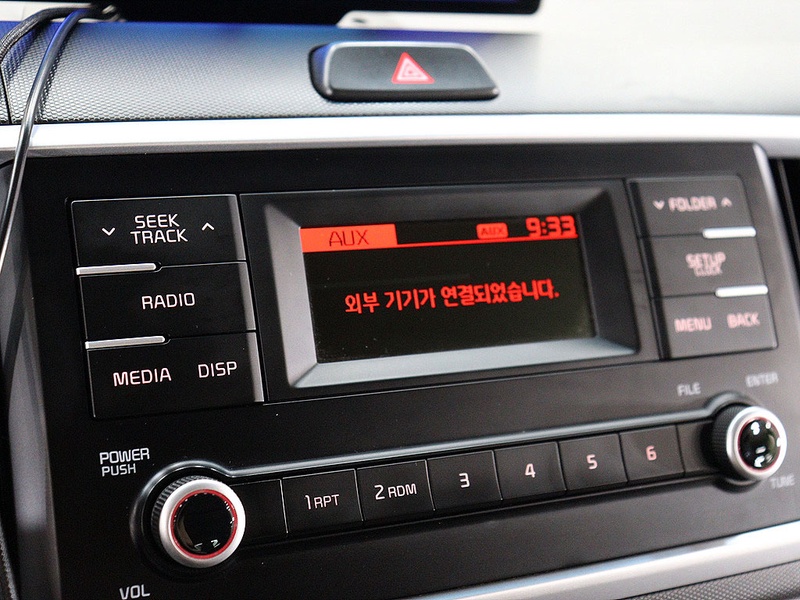 SEEK
TRACK
RADIO
MEDIA DISP
AUX AUX 9:33
외부 기기가 연결되었습니다.
FOLDER
SETUP
CLOCK
MENU BACK
FILE ENTER
POWER
PUSH
1 RPT 2 RDM 3 4 5 6
TUNE
VOL